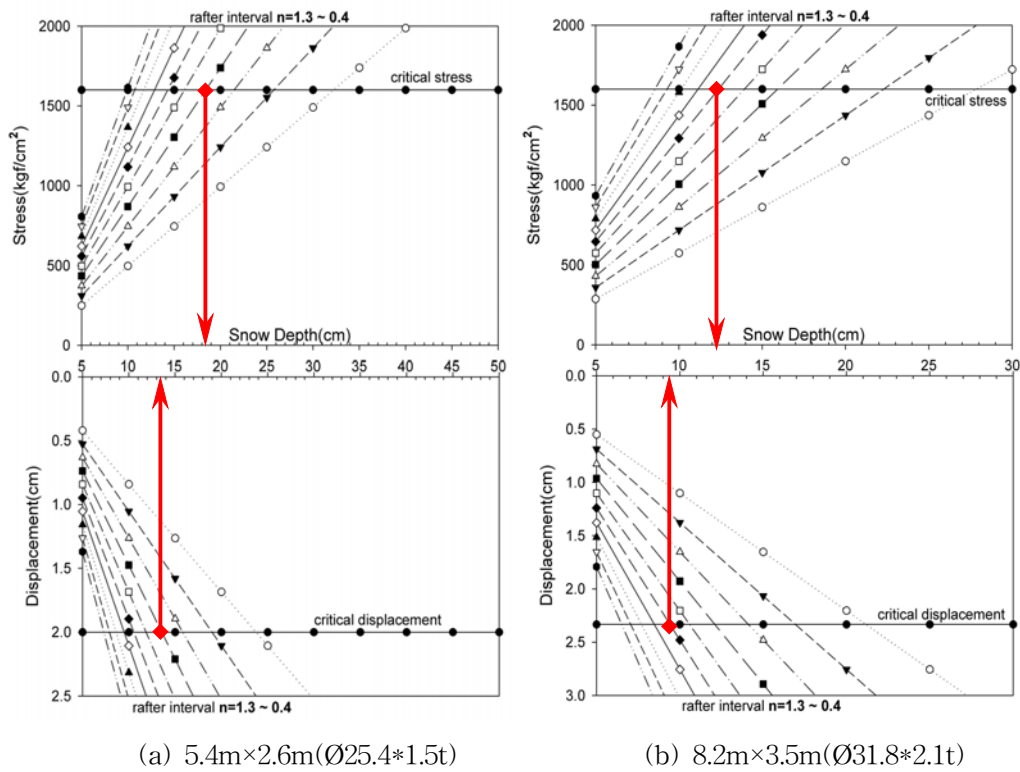 rafter interval n=1.3 ~ 0.4
2000
1500
1000
500
0
Stress(kgf/cm²)
critical stress
Snow Depth(cm)
5 10 15 20 25 30 35 40 45 50
0.0
0.5
1.0
1.5
2.0
2.5
Displacement(cm)
critical displacement
rafter interval n=1.3 ~ 0.4
(a) 5.4m×2.6m(Ø25.4*1.5t)
rafter interval n=1.3 ~ 0.4
2000
1500
1000
500
0
Stress(kgf/cm²)
critical stress
Snow Depth(cm)
5 10 15 20 25 30
0.0
0.5
1.0
1.5
2.0
2.5
3.0
Displacement(cm)
critical displacement
rafter interval n=1.3 ~ 0.4
(b) 8.2m×3.5m(Ø31.8*2.1t)